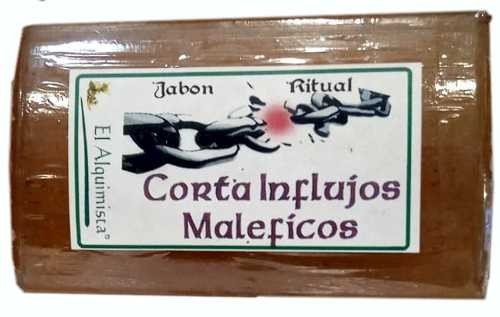 Jabon Ritual
Corta Influjos
Maleficos
El Alquimista®